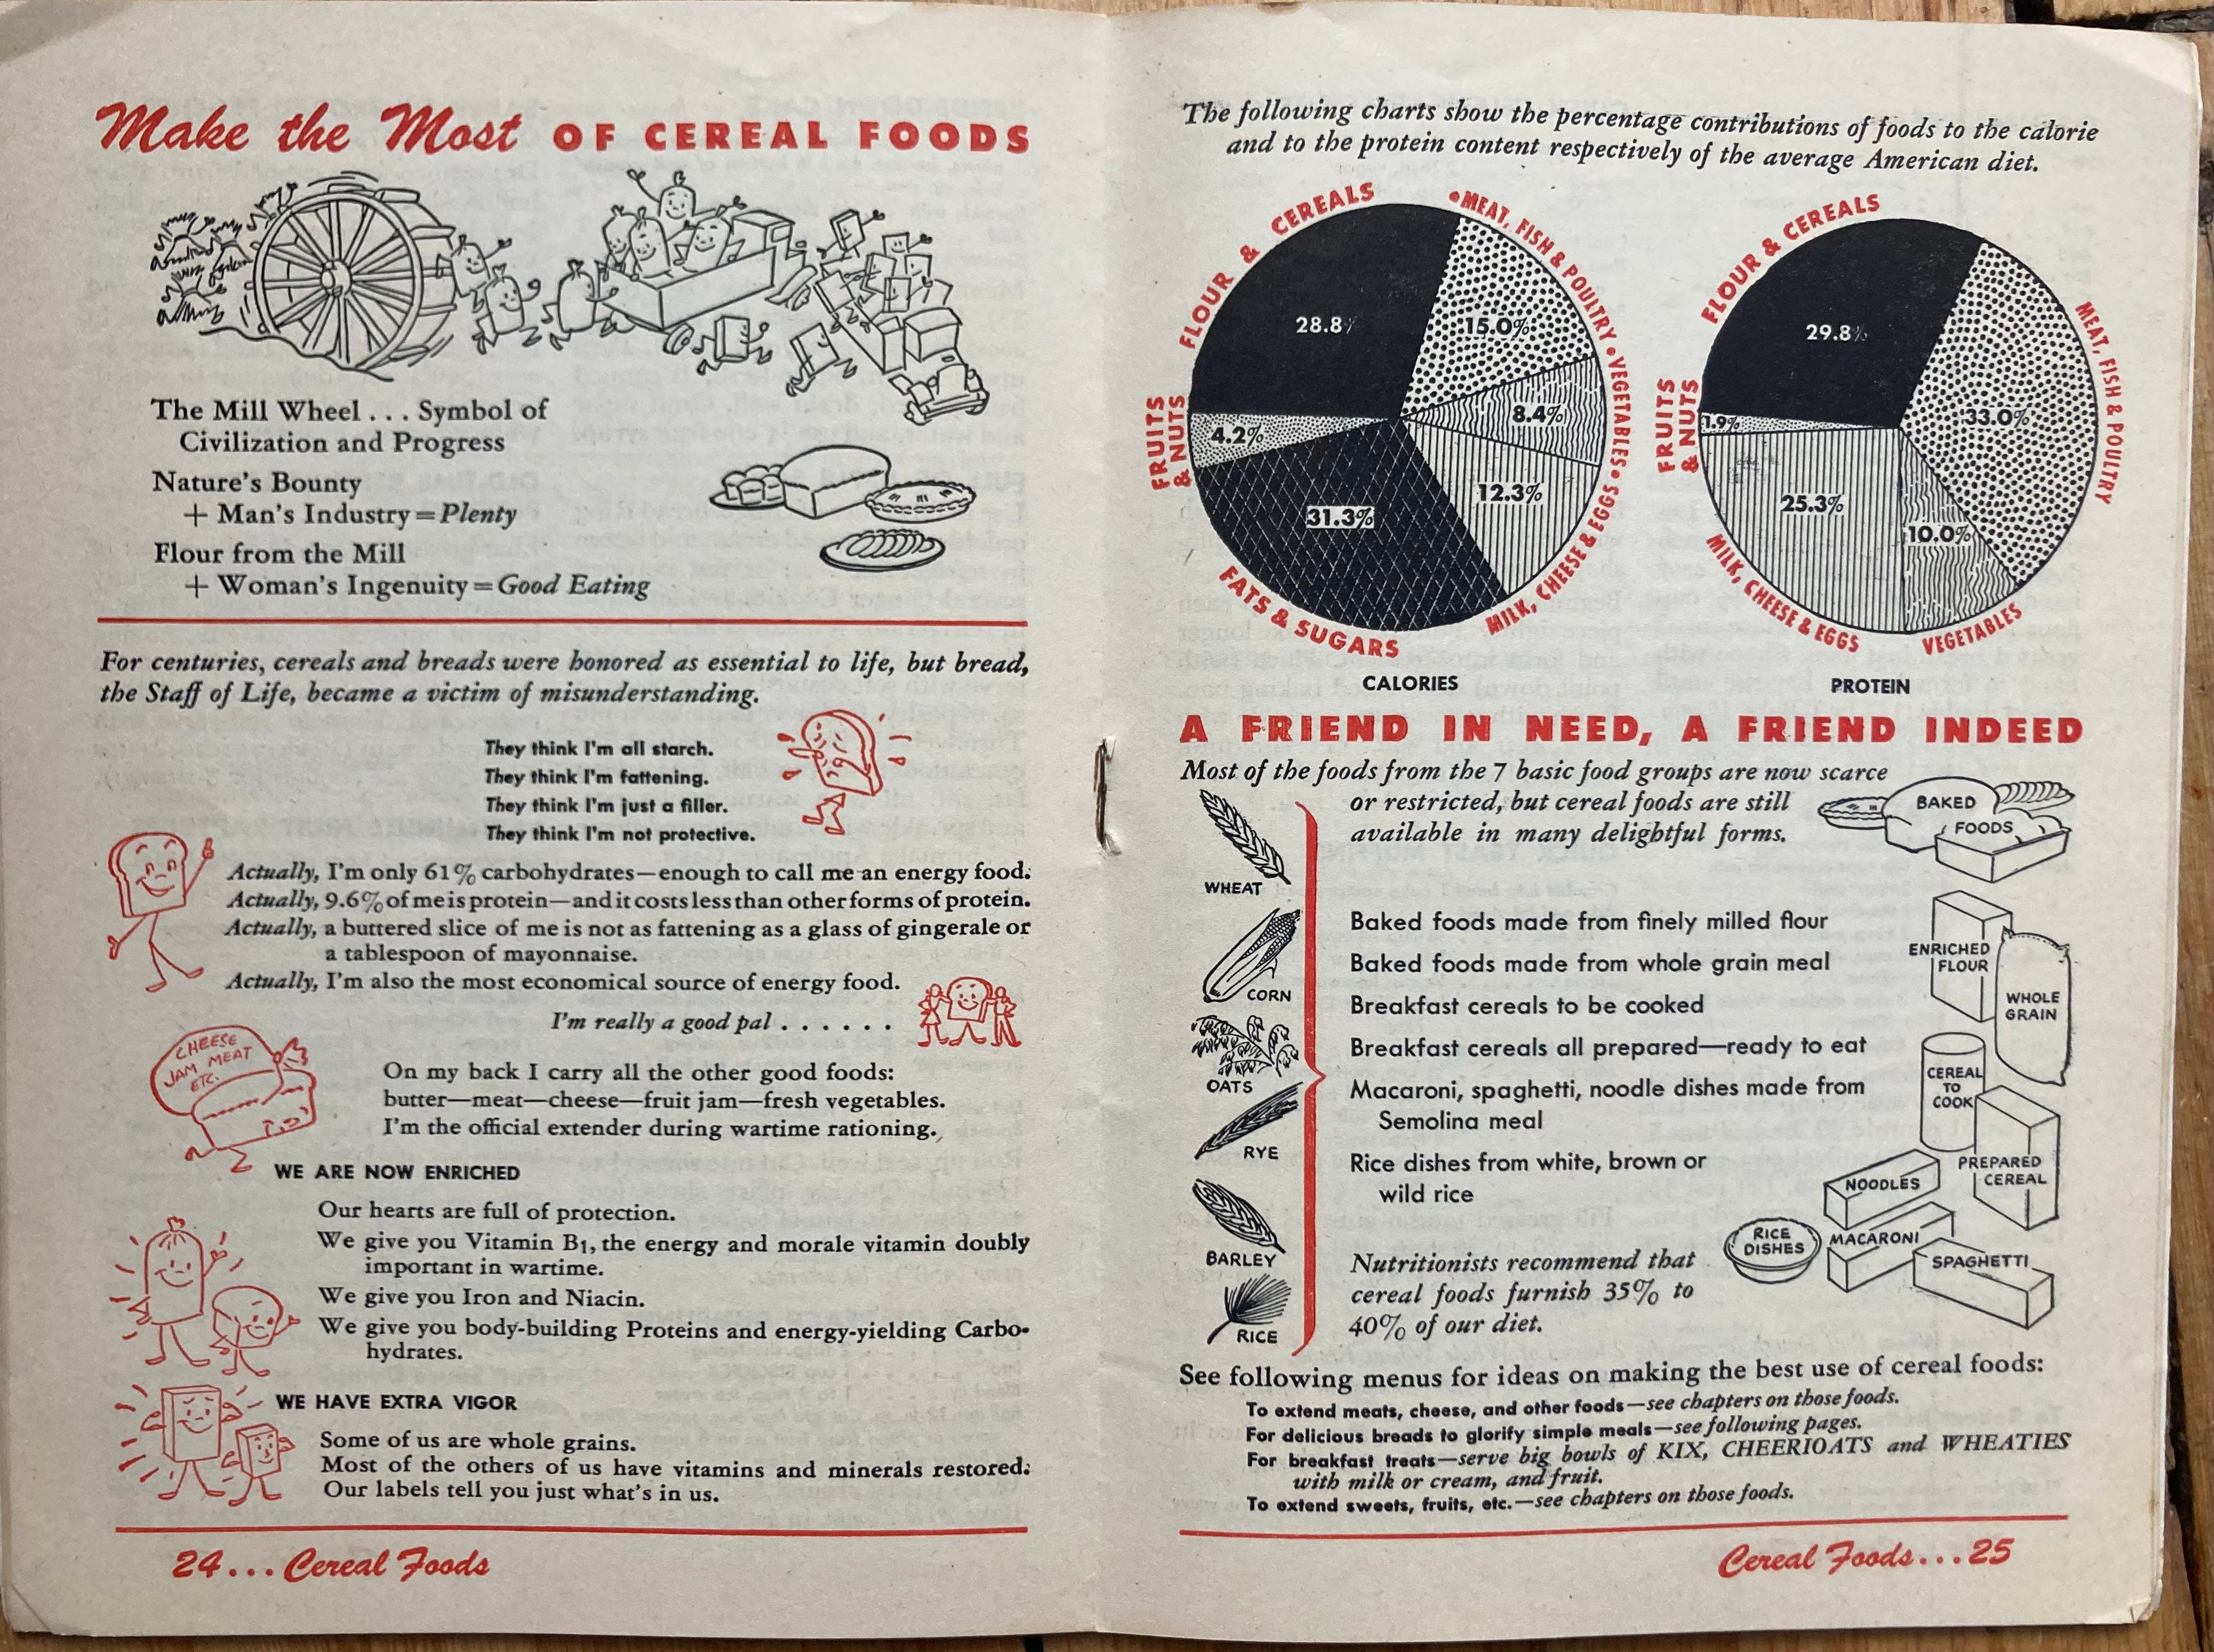 Make the Most OF CEREAL FOODS
The Mill Wheel . . . Symbol of
Civilization and Progress
Nature's Bounty
+ Man's Industry = Plenty
Flour from the Mill
+ Woman's Ingenuity = Good Eating
For centuries, cereals and breads were honored as essential to life, but bread,
the Staff of Life, became a victim of misunderstanding.
They think I'm all starch.
They think I'm fattening.
They think I'm just a filler.
They think I'm not protective.
Actually, I'm only 61% carbohydrates—enough to call me an energy food.
Actually, 9.6% of me is protein—and it costs less than other forms of protein.
Actually, a buttered slice of me is not as fattening as a glass of gingerale or
a tablespoon of mayonnaise.
Actually, I'm also the most economical source of energy food.
I'm really a good pal . . . . . .
CHEESE
JAM MEAT
ETC.
On my back I carry all the other good foods:
butter—meat—cheese—fruit jam—fresh vegetables.
I'm the official extender during wartime rationing.
WE ARE NOW ENRICHED
Our hearts are full of protection.
We give you Vitamin B1, the energy and morale vitamin doubly
important in wartime.
We give you Iron and Niacin.
We give you body-building Proteins and energy-yielding Carbo-
hydrates.
WE HAVE EXTRA VIGOR
Some of us are whole grains.
Most of the others of us have vitamins and minerals restored.
Our labels tell you just what's in us.
24 . . . Cereal Foods
The following charts show the percentage contributions of foods to the calorie
and to the protein content respectively of the average American diet.
FLOUR & CEREALS
• MEAT, FISH & POULTRY
• VEGETABLES
• MILK, CHEESE & EGGS
FATS & SUGARS
FRUITS
& NUTS
28.8%
15.0%
8.4%
12.3%
31.3%
4.2%
CALORIES
FLOUR & CEREALS
MEAT, FISH & POULTRY
VEGETABLES
MILK, CHEESE & EGGS
FRUITS
& NUTS
29.8%
33.0%
10.0%
25.3%
1.9%
PROTEIN
A FRIEND IN NEED, A FRIEND INDEED
Most of the foods from the 7 basic food groups are now scarce
or restricted, but cereal foods are still
available in many delightful forms.
WHEAT
CORN
OATS
RYE
BARLEY
RICE
Baked foods made from finely milled flour
Baked foods made from whole grain meal
Breakfast cereals to be cooked
Breakfast cereals all prepared—ready to eat
Macaroni, spaghetti, noodle dishes made from
Semolina meal
Rice dishes from white, brown or
wild rice
BAKED
FOODS
ENRICHED
FLOUR
WHOLE
GRAIN
CEREAL
TO
COOK
PREPARED
CEREAL
NOODLES
RICE
DISHES
MACARONI
SPAGHETTI
Nutritionists recommend that
cereal foods furnish 35% to
40% of our diet.
See following menus for ideas on making the best use of cereal foods:
To extend meats, cheese, and other foods—see chapters on those foods.
For delicious breads to glorify simple meals—see following pages.
For breakfast treats—serve big bowls of KIX, CHEERIOATS and WHEATIES
with milk or cream, and fruit.
To extend sweets, fruits, etc.—see chapters on those foods.
Cereal Foods . . . 25